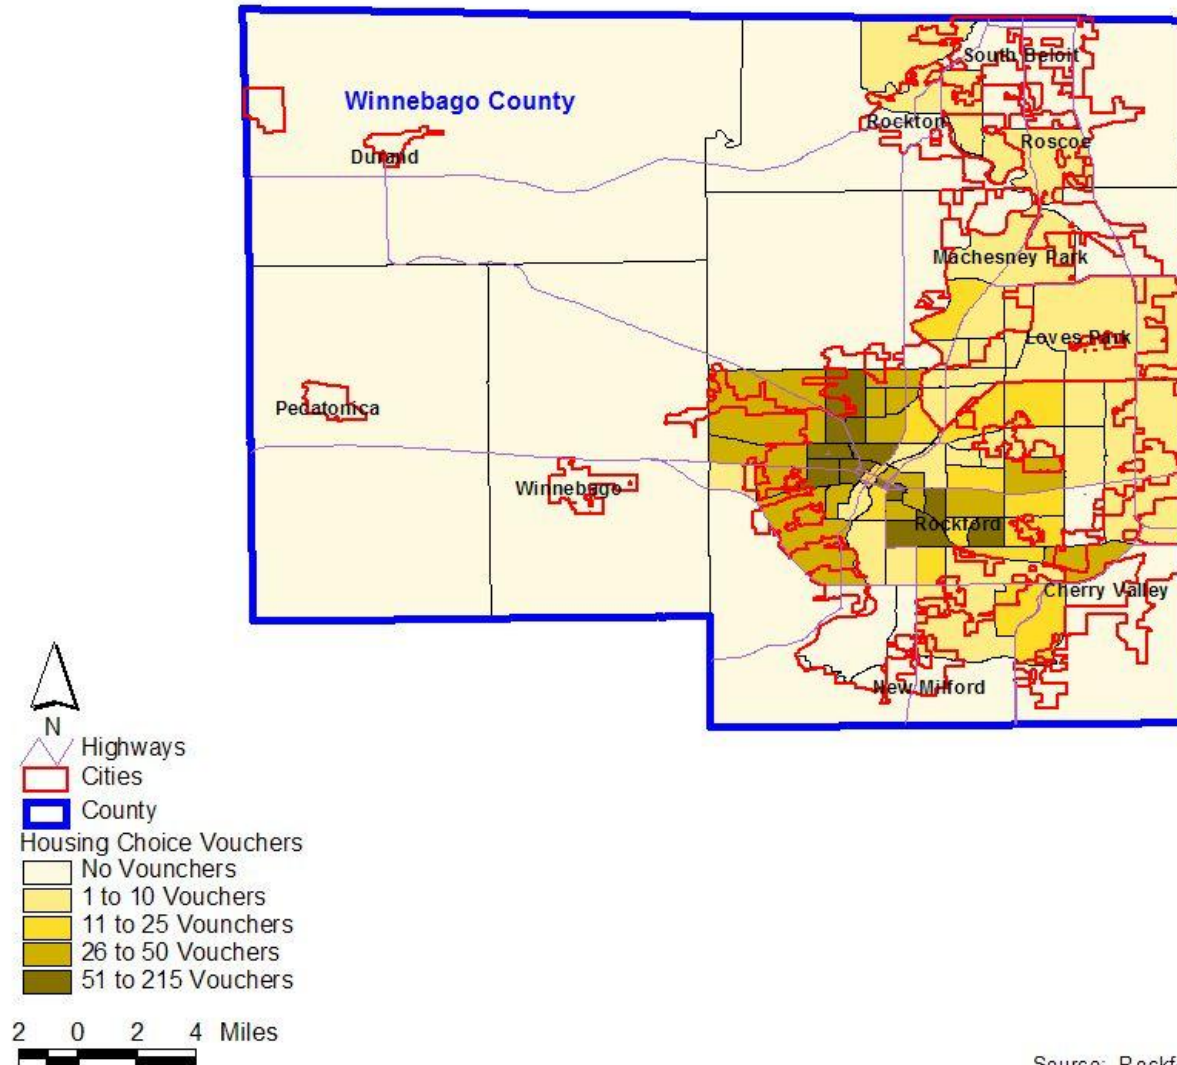 South Beloit
Winnebago County
Rockton
Roscoe
Durand
Machesney Park
Loves Park
Pecatonica
Winnebago
Rockford
Cherry Valley
New Milford
N
Highways
Cities
County
Housing Choice Vouchers
No Vounchers
1 to 10 Vouchers
11 to 25 Vounchers
26 to 50 Vouchers
51 to 215 Vouchers
2 0 2 4 Miles